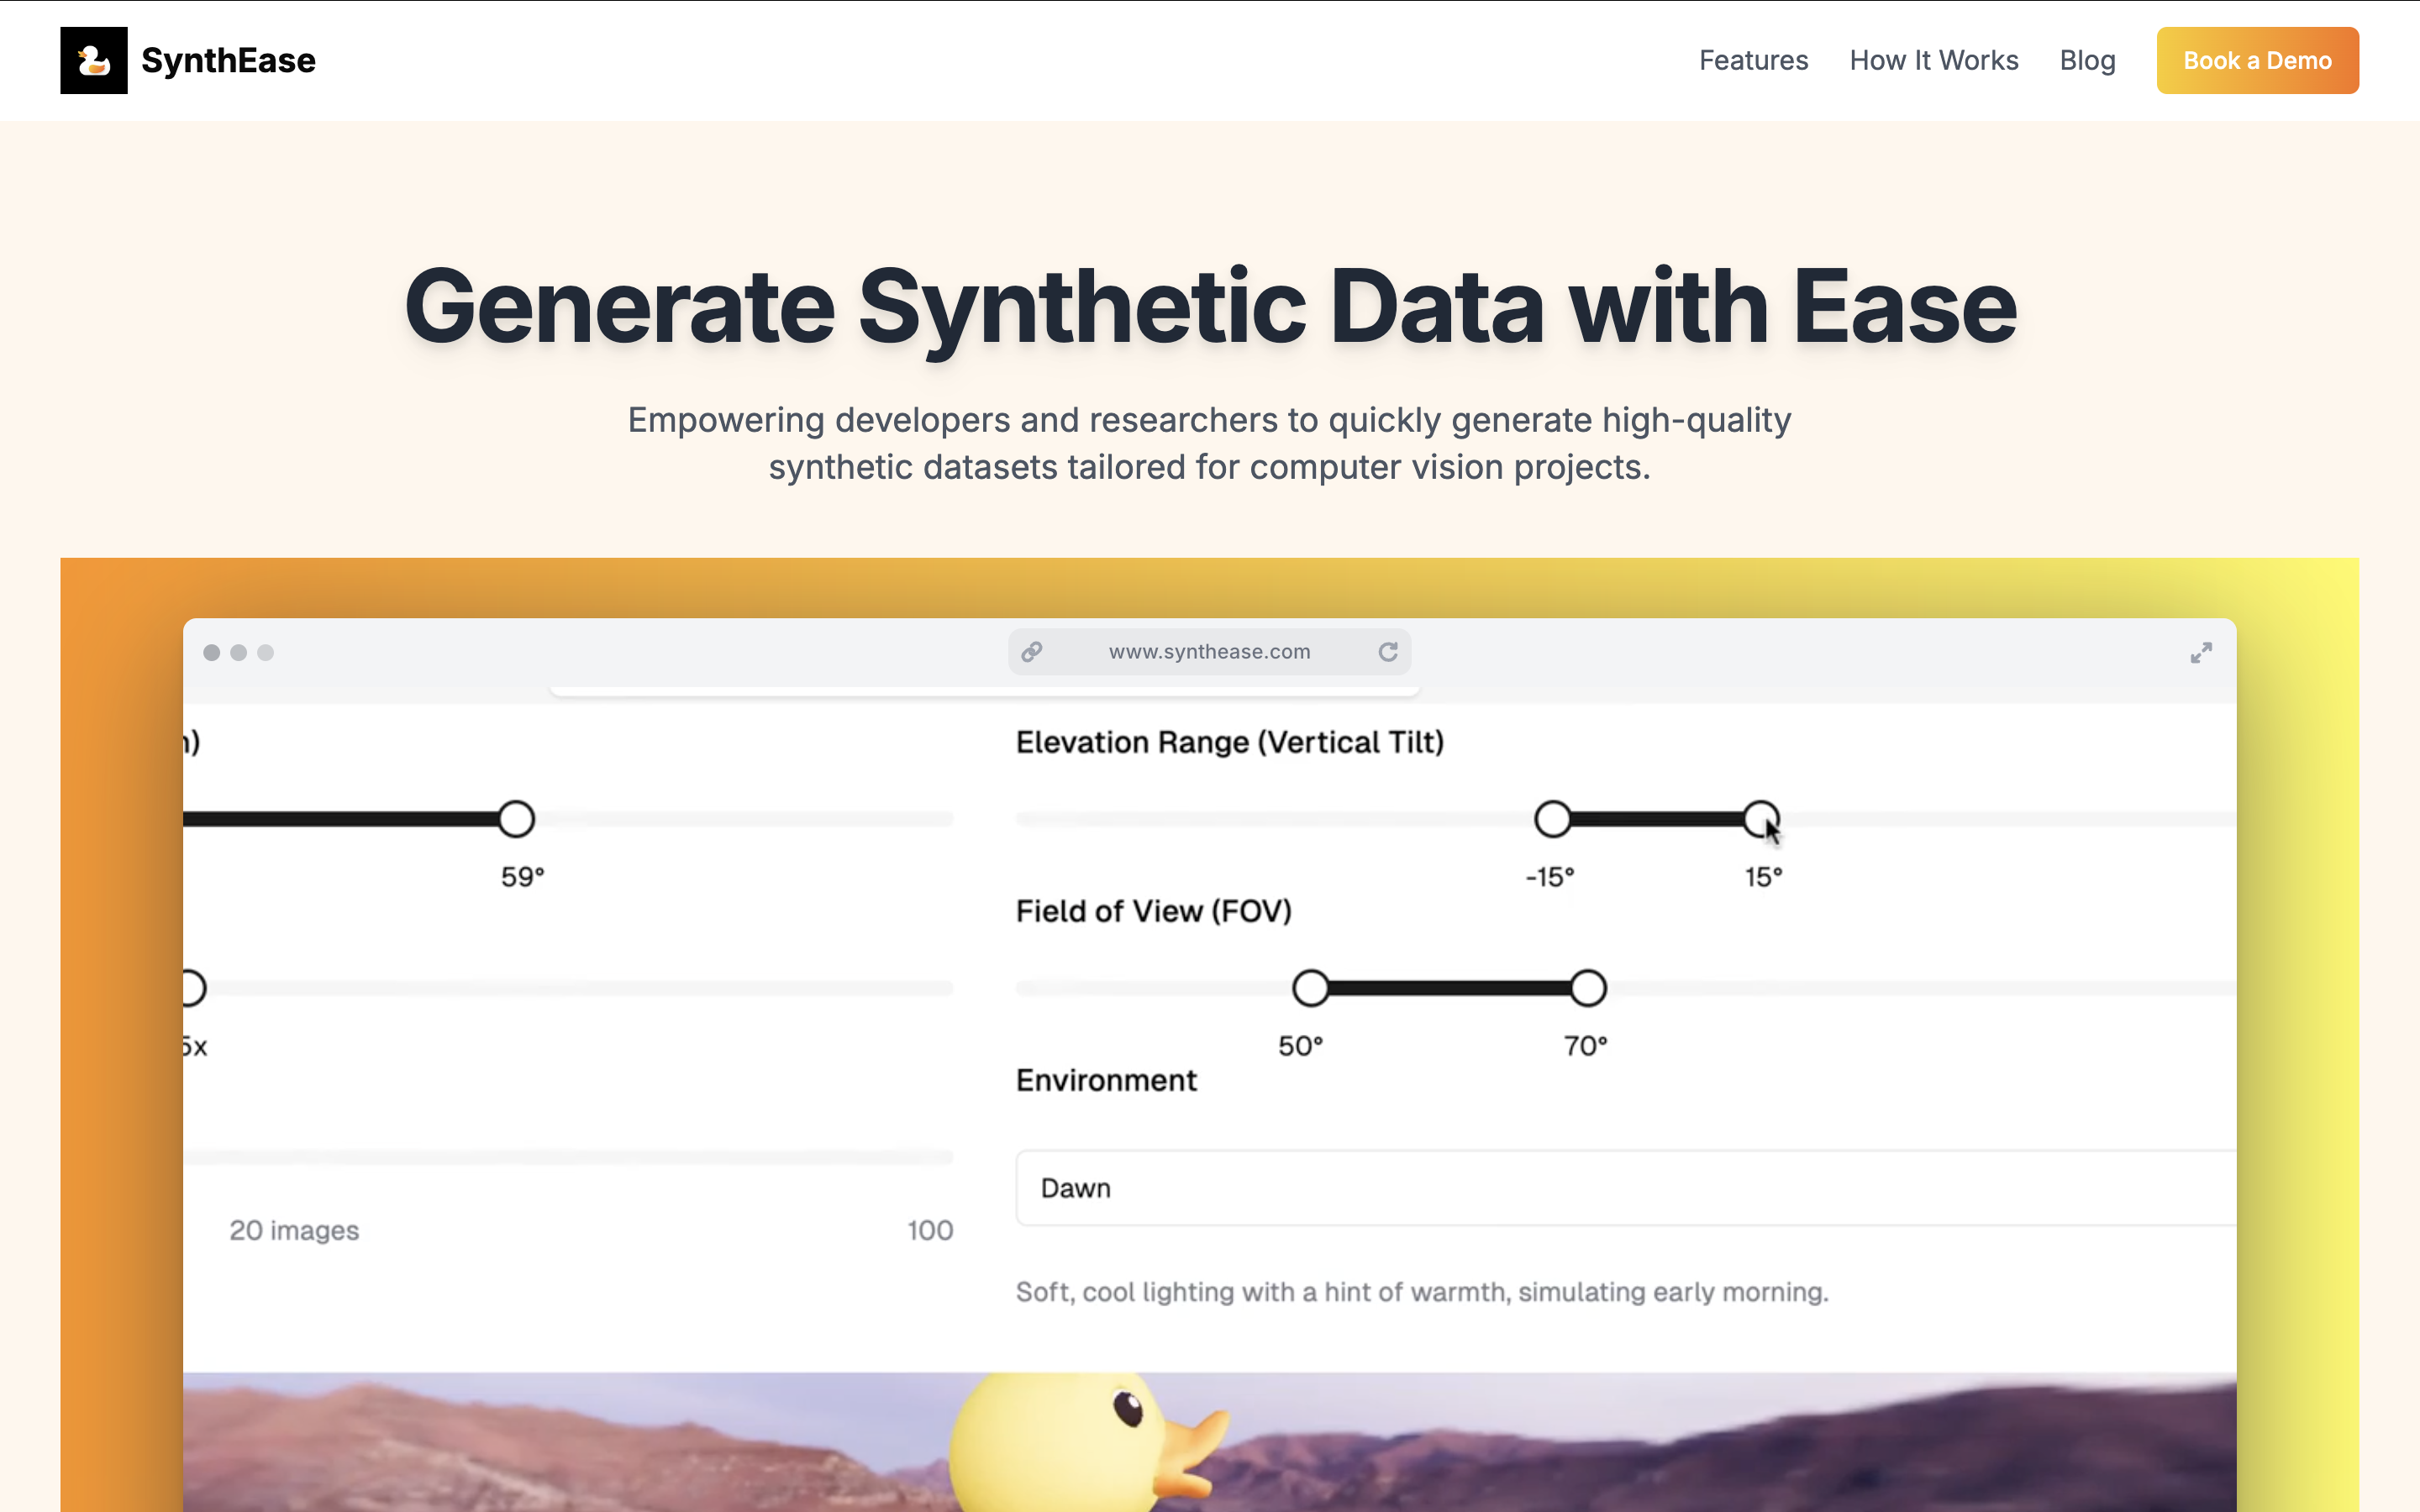 SynthEase
Features
How It Works
Blog
Book a Demo
Generate Synthetic Data with Ease
Empowering developers and researchers to quickly generate high-quality
synthetic datasets tailored for computer vision projects.
www.synthease.com
Elevation Range (Vertical Tilt)
59°
-15°
15°
Field of View (FOV)
5x
50°
70°
Environment
Dawn
20 images
100
Soft, cool lighting with a hint of warmth, simulating early morning.